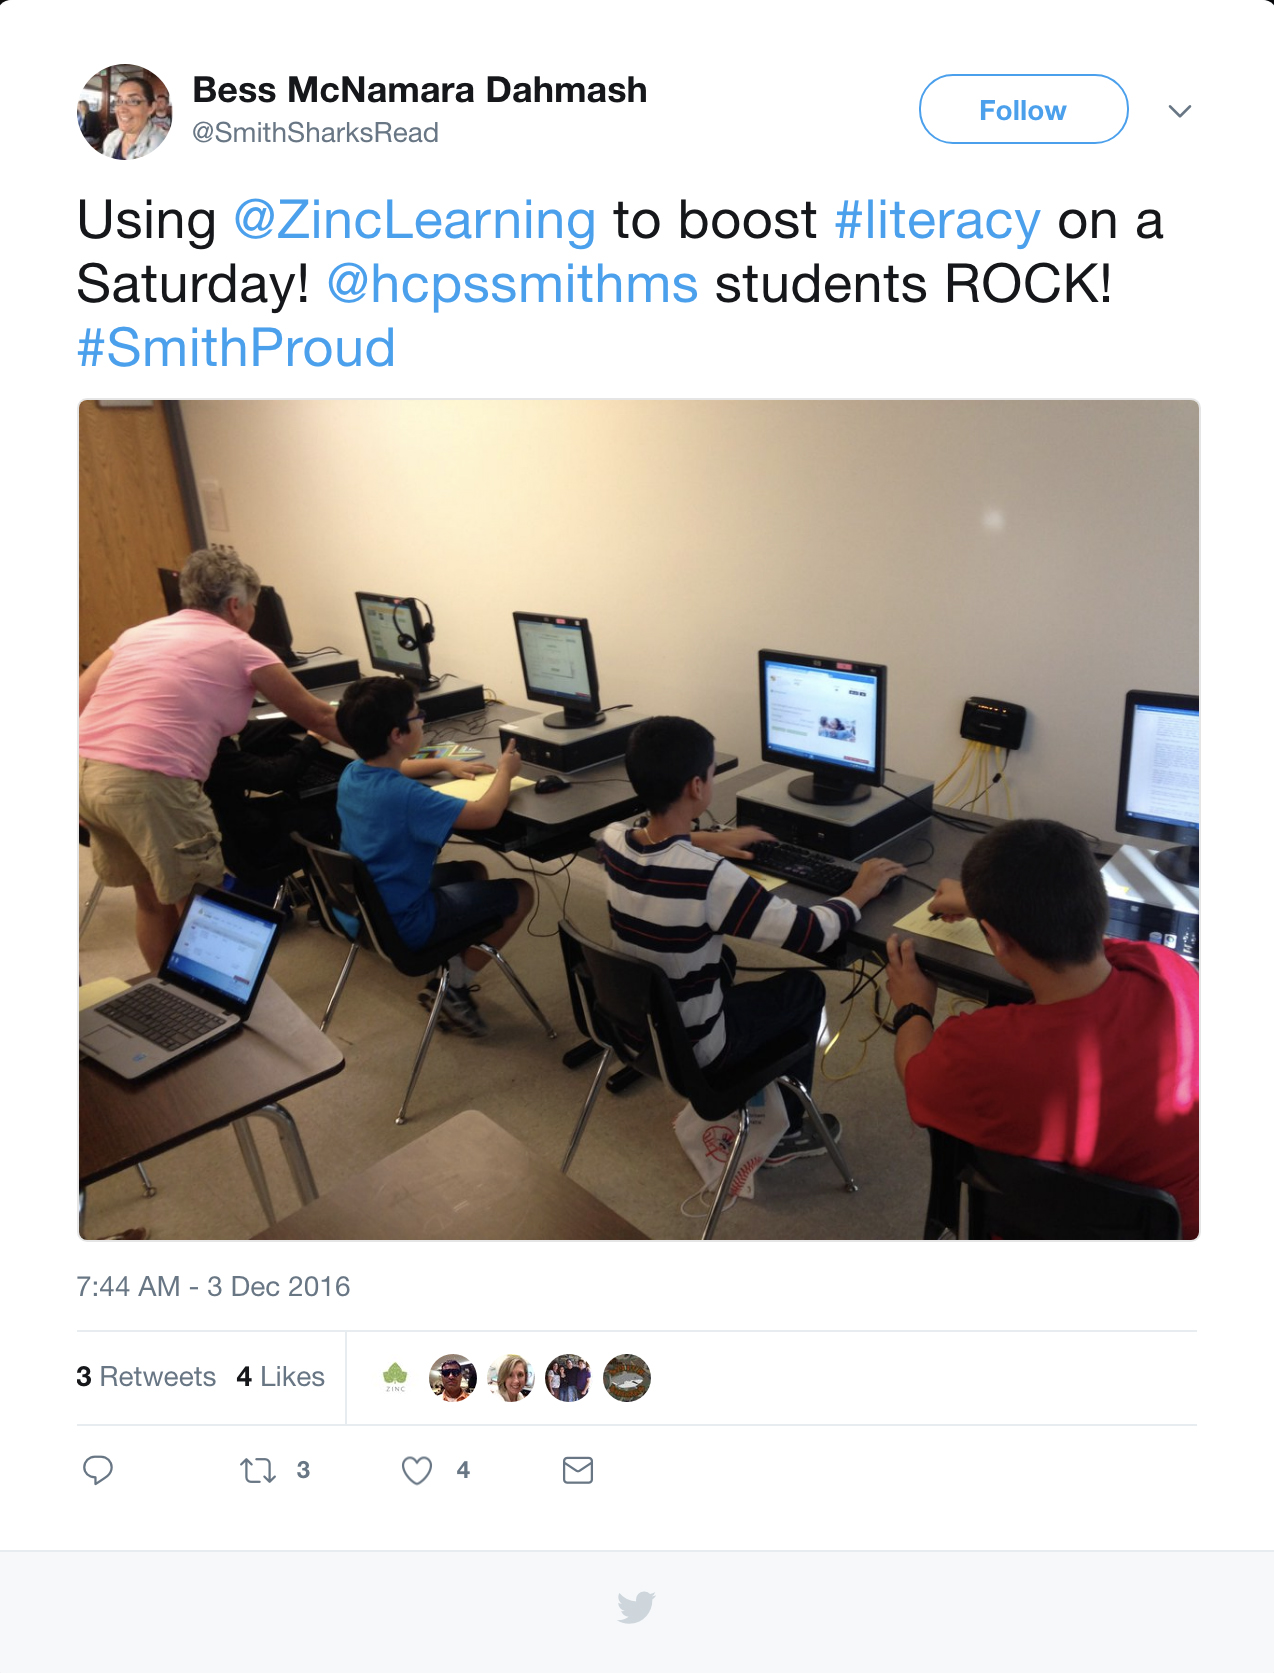 Bess McNamara Dahmash
@SmithSharksRead
Follow
Using @ZincLearning to boost #literacy on a
Saturday! @hcpssmithms students ROCK!
#SmithProud
7:44 AM - 3 Dec 2016
3 Retweets 4 Likes
ZINC
3 4